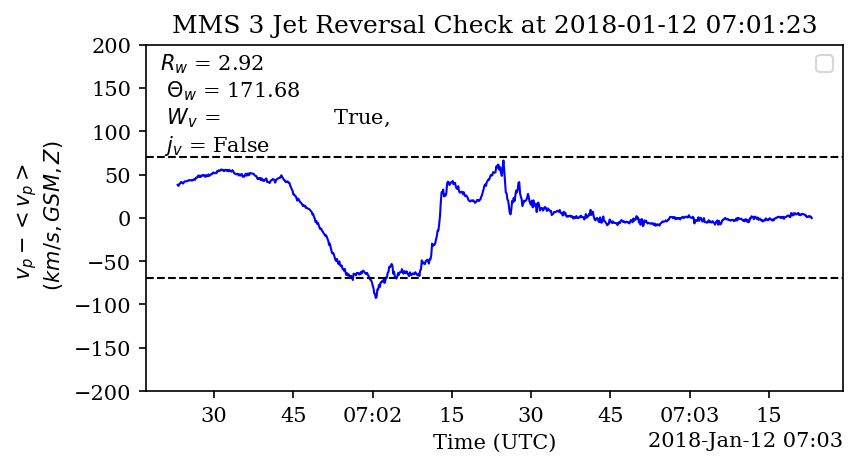 MMS 3 Jet Reversal Check at 2018-01-12 07:01:23
200
150
100
50
0
−50
−100
−150
−200
v_p − < v_p >
(km/s, GSM, Z)
R_w = 2.92
Θ_w = 171.68
W_v = True,
j_v = False
30 45 07:02 15 30 45 07:03 15
Time (UTC)
2018-Jan-12 07:03